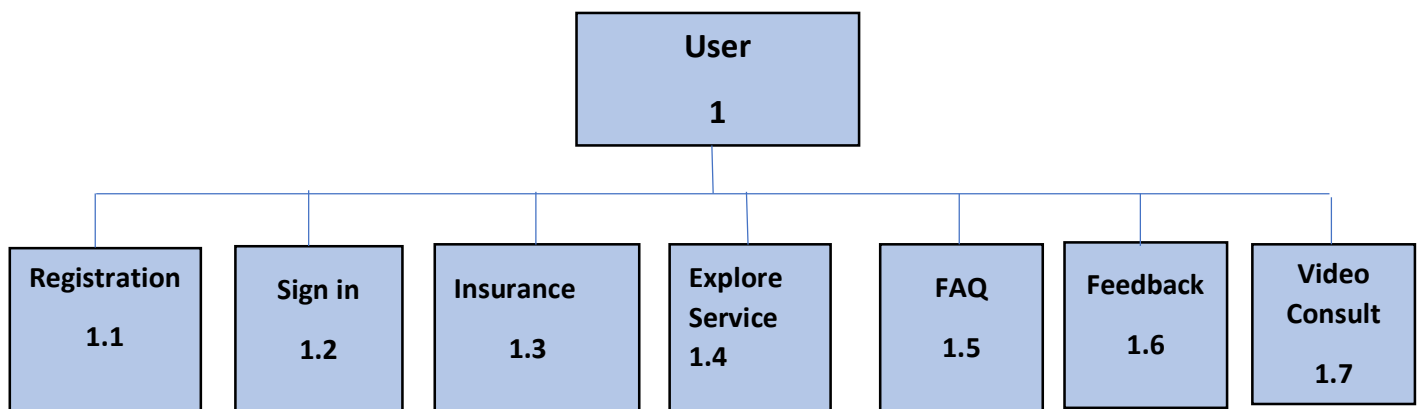 User
1
Registration
1.1
Sign in
1.2
Insurance
1.3
Explore
Service
1.4
FAQ
1.5
Feedback
1.6
Video
Consult
1.7